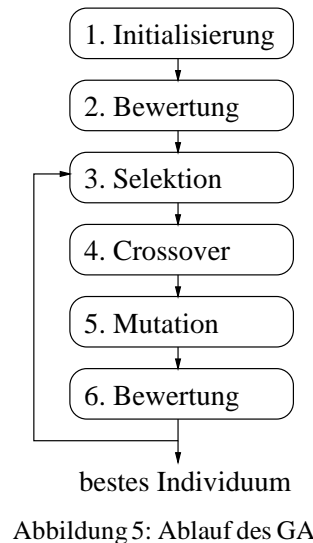 1. Initialisierung
2. Bewertung
3. Selektion
4. Crossover
5. Mutation
6. Bewertung
bestes Individuum
Abbildung 5: Ablauf des GA